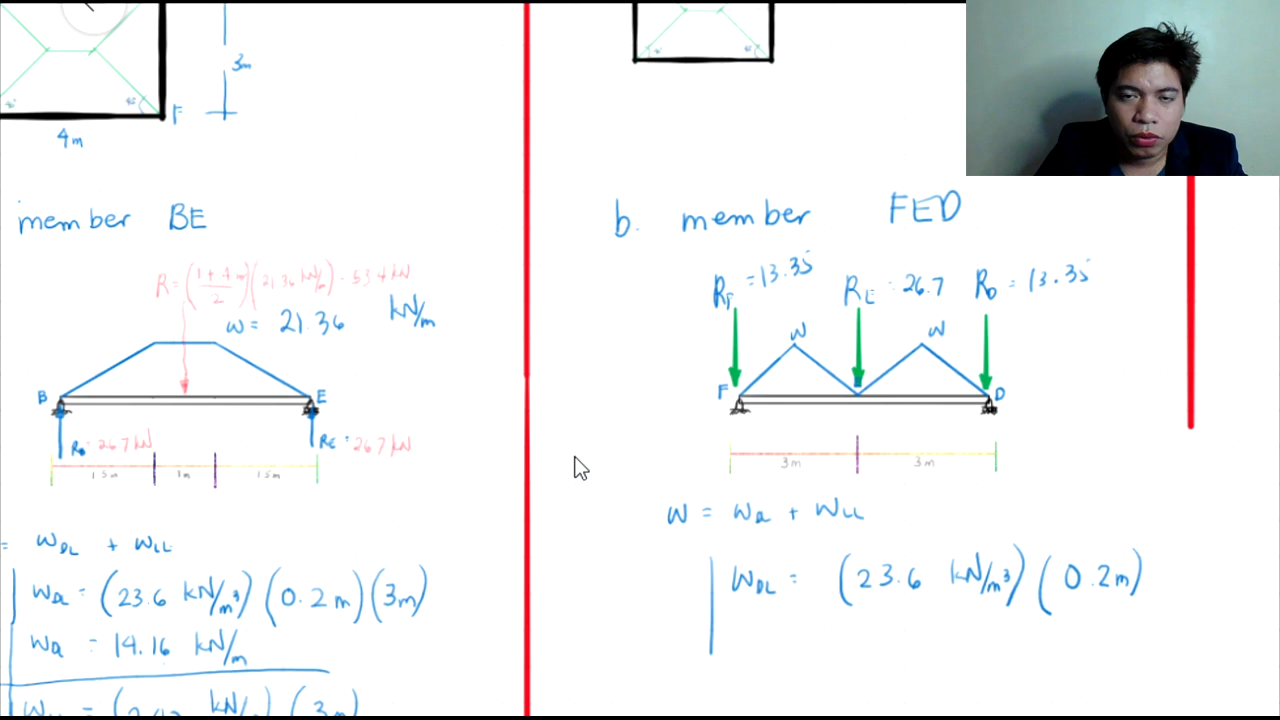 3m
F
4m
member BE
R = (1+4m/2)(21.36 kN/m) = 53.4 kN
w = 21.36 kN/m
B E
RB = 26.7 kN RE = 26.7 kN
1.5m 1m 1.5m
= WDL + WLL
WDL = (23.6 kN/m³)(0.2m)(3m)
WDL = 14.16 kN/m
b. member FED
RF = 13.35 RE = 26.7 RD = 13.35
W W
F D
3m 3m
W = WDL + WLL
WDL = (23.6 kN/m³)(0.2m)